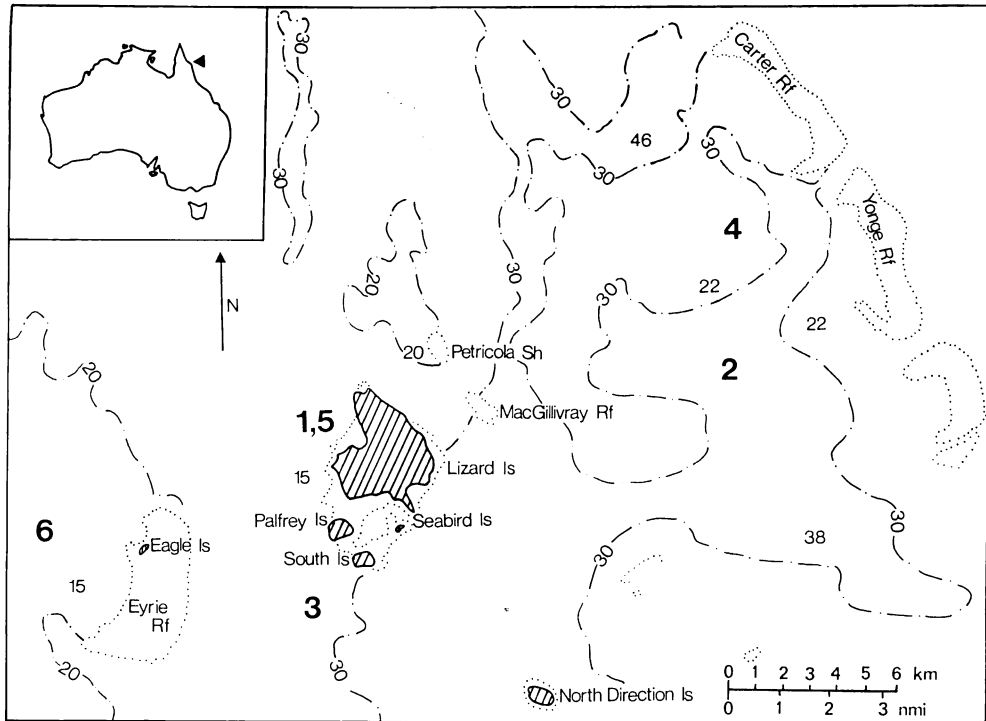 30
30
30
46
30
30
Carter Rf
Yonge Rf
4
N
20
30
22
30
22
20
Petricola Sh
20
2
MacGillivray Rf
1,5
15
Lizard Is
Palfrey Is
Seabird Is
6
Eagle Is
South Is
30
38
30
15
Eyrie
Rf
3
20
30
North Direction Is
0 1 2 3 4 5 6 km
0 1 2 3 nmi